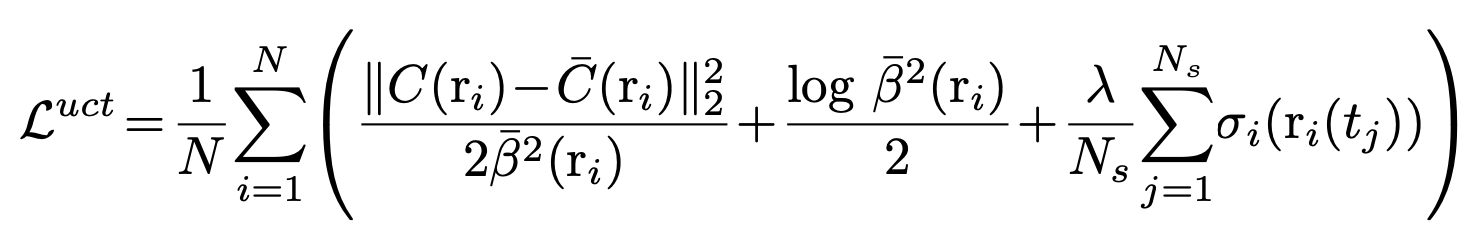 \mathcal{L}^{uct} = \frac{1}{N} \sum_{i=1}^{N} \left( \frac{\| C(\mathrm{r}_i) - \bar{C}(\mathrm{r}_i) \|_2^2}{2\bar{\beta}^2(\mathrm{r}_i)} + \frac{\log \bar{\beta}^2(\mathrm{r}_i)}{2} + \frac{\lambda}{N_s} \sum_{j=1}^{N_s} \sigma_i(\mathrm{r}_i(t_j)) \right)